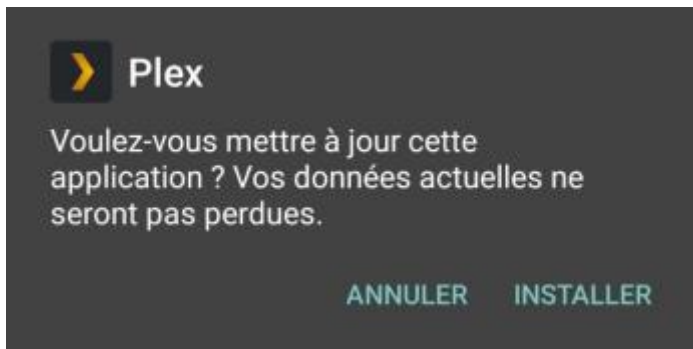 Plex
Voulez-vous mettre à jour cette
application ? Vos données actuelles ne
seront pas perdues.
ANNULER INSTALLER